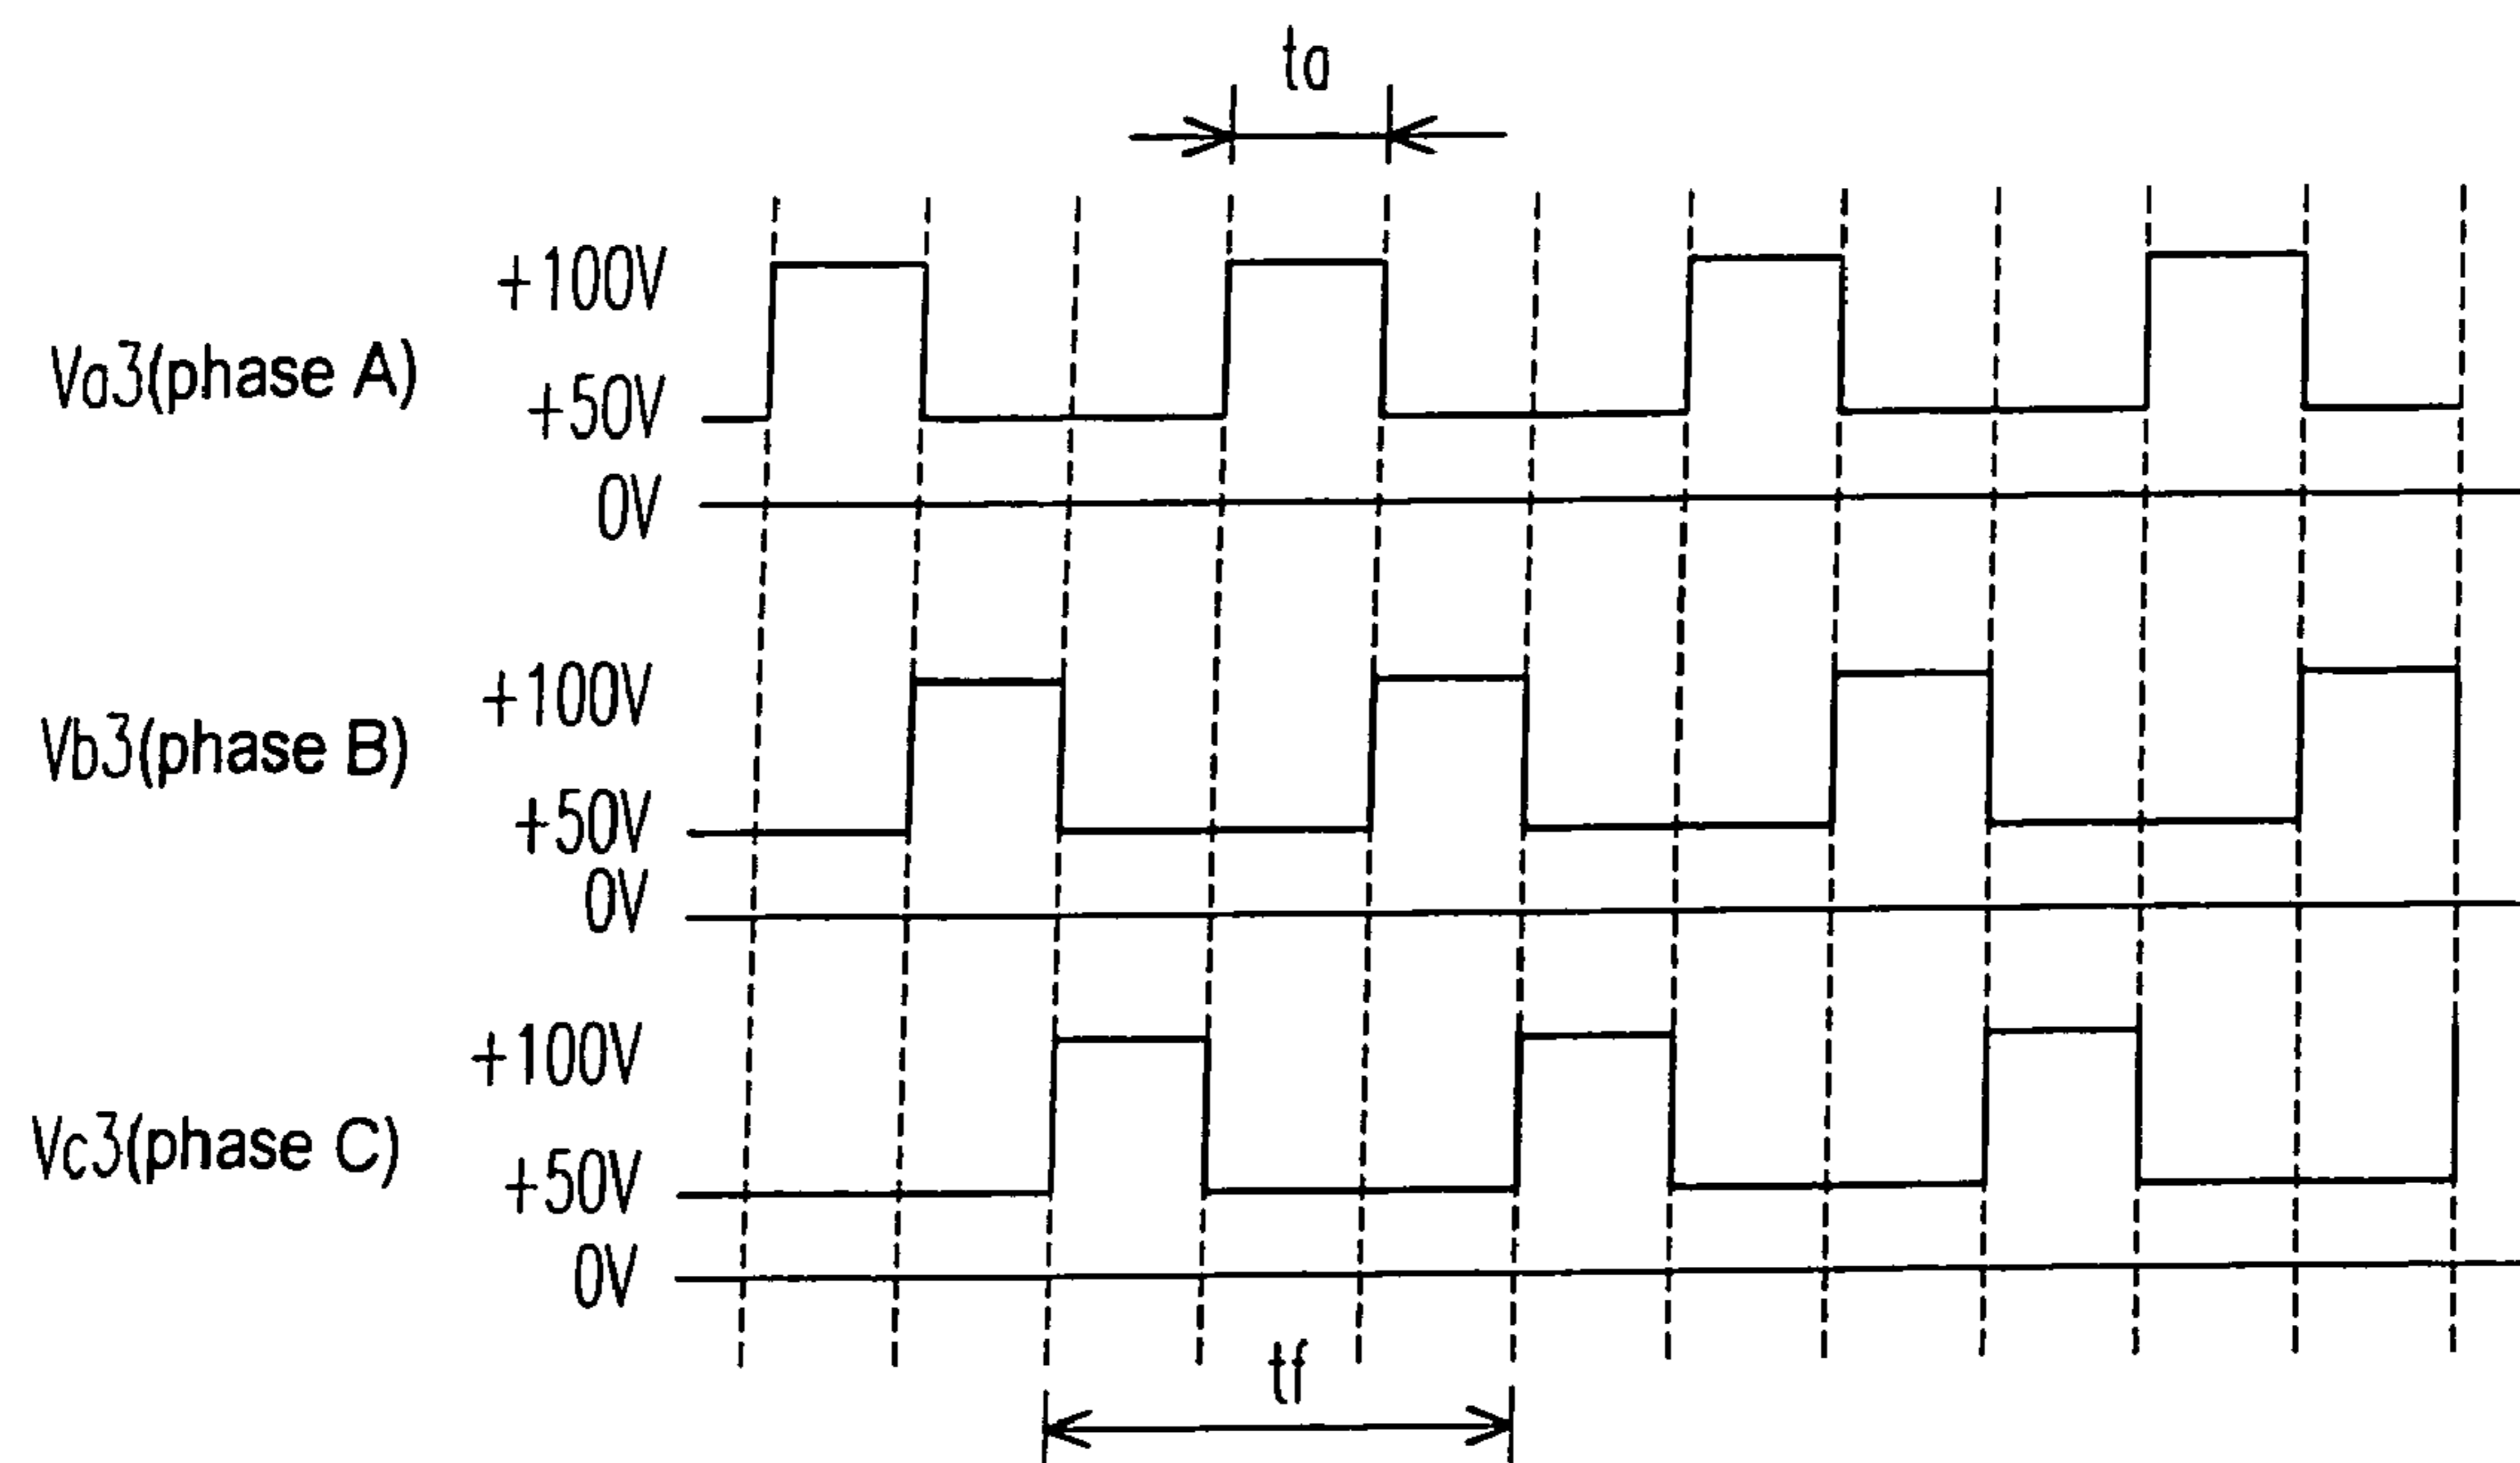 ta
+100V
Va3(phase A)
+50V
0V
+100V
Vb3(phase B)
+50V
0V
+100V
Vc3(phase C)
+50V
0V
tf